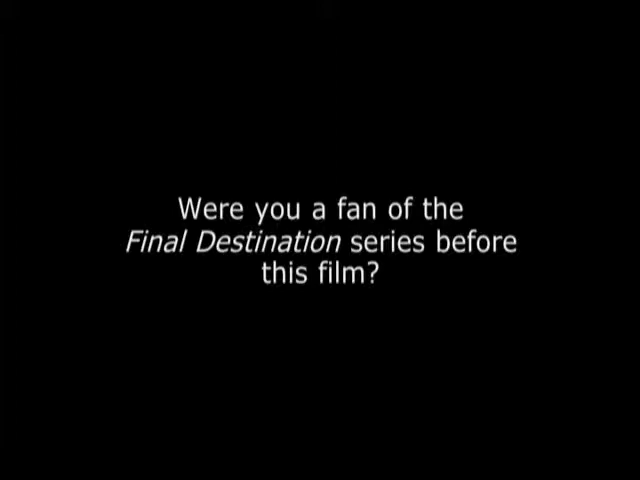 Were you a fan of the
Final Destination series before
this film?